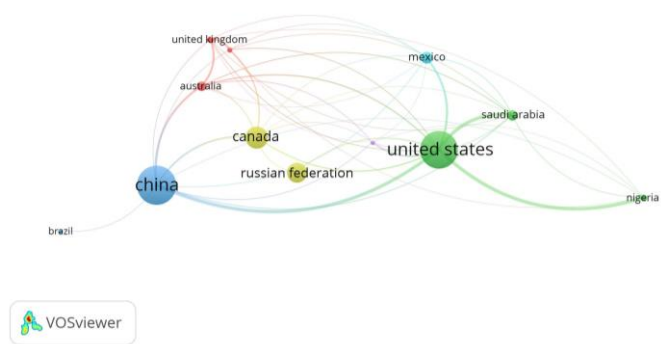 united kingdom
mexico
australia
saudi arabia
canada
united states
russian federation
china
nigeria
brazil
VOSviewer